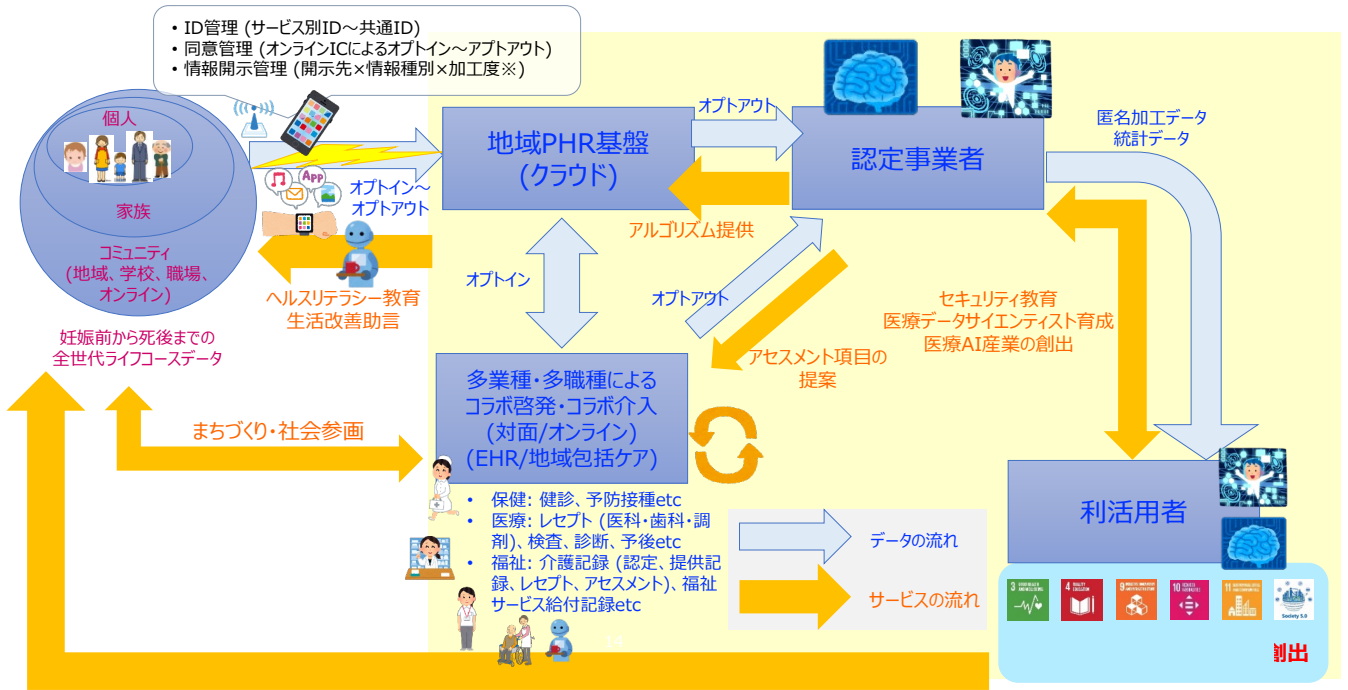 • ID管理 (サービス別ID～共通ID)
• 同意管理 (オンラインICによるオプトイン～アプトアウト)
• 情報開示管理 (開示先×情報種別×加工度※)
個人
家族
コミュニティ
(地域、学校、職場、
オンライン)
妊娠前から死後までの
全世代ライフコースデータ
App
オプトイン～
オプトアウト
ヘルスリテラシー教育
生活改善助言
地域PHR基盤
(クラウド)
オプトアウト
認定事業者
匿名加工データ
統計データ
アルゴリズム提供
オプトイン
オプトアウト
アセスメント項目の
提案
セキュリティ教育
医療データサイエンティスト育成
医療AI産業の創出
まちづくり・社会参画
多業種・多職種による
コラボ啓発・コラボ介入
(対面/オンライン)
(EHR/地域包括ケア)
• 保健: 健診、予防接種etc
• 医療: レセプト (医科・歯科・調
剤)、検査、診断、予後etc
• 福祉: 介護記録 (認定、提供記
録、レセプト、アセスメント)、福祉
サービス給付記録etc
データの流れ
サービスの流れ
利活用者
3
4 QUALITY EDUCATION
9
10
11
Society 5.0
創出